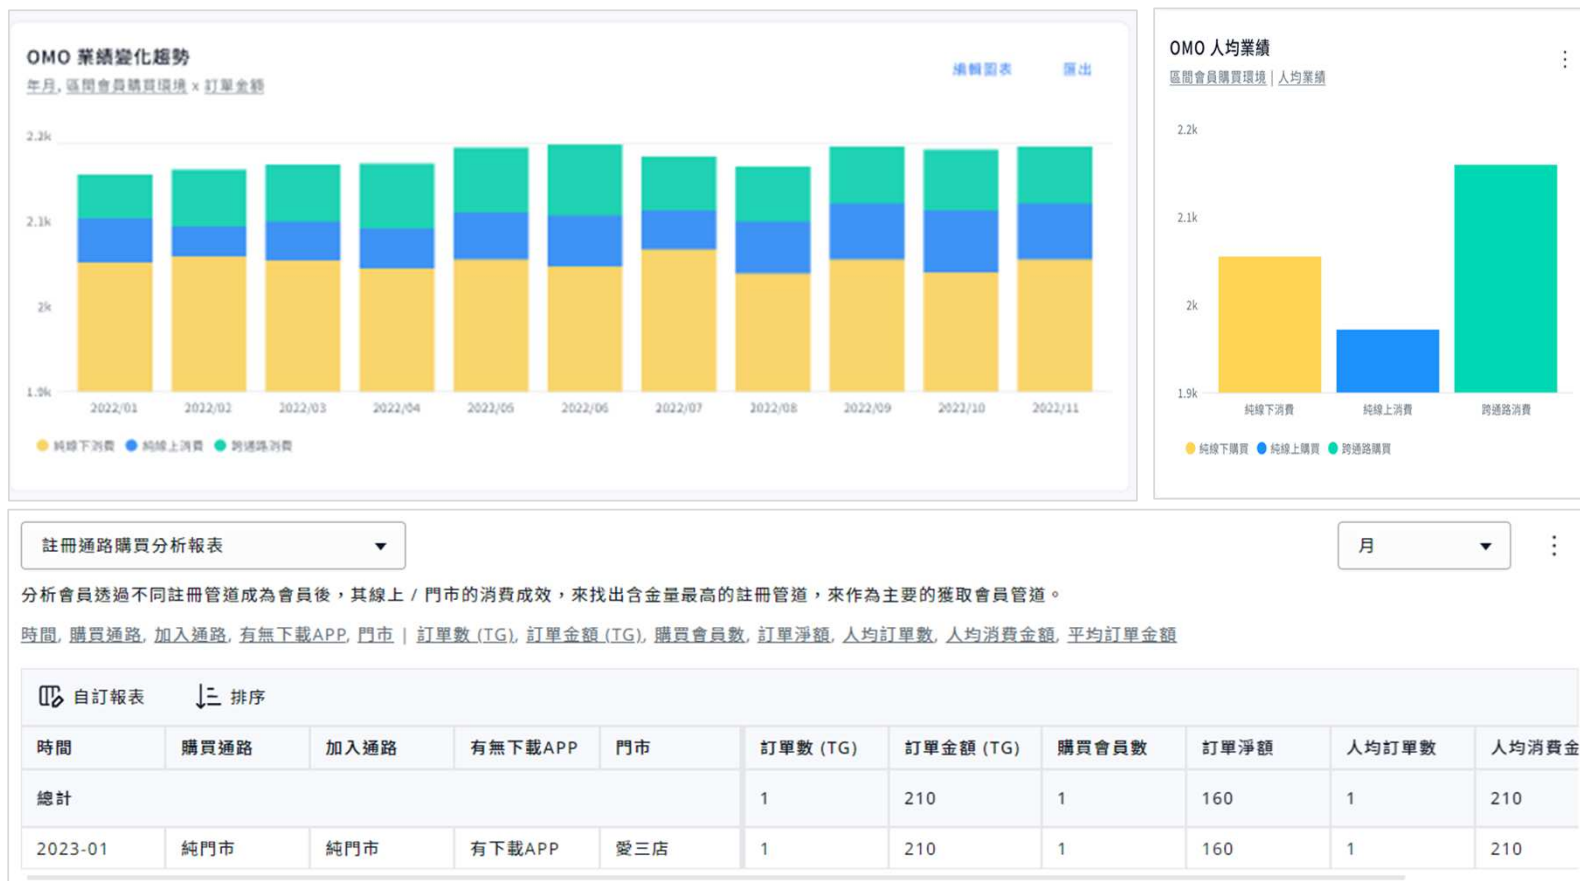 OMO 業績變化趨勢
年月, 區間會員購買環境 x 訂單金額
編輯圖表 匯出
2.2k
2.1k
2k
1.9k
2022/01 2022/02 2022/03 2022/04 2022/05 2022/06 2022/07 2022/08 2022/09 2022/10 2022/11
純線下消費 純線上消費 跨通路消費
OMO 人均業績
區間會員購買環境 | 人均業績
2.2k
2.1k
2k
1.9k
純線下消費 純線上消費 跨通路消費
純線下購買 純線上購買 跨通路購買
註冊通路購買分析報表
月
分析會員透過不同註冊管道成為會員後，其線上 / 門市的消費成效，來找出含金量最高的註冊管道，來作為主要的獲取會員管道。
時間, 購買通路, 加入通路, 有無下載APP, 門市 | 訂單數 (TG), 訂單金額 (TG), 購買會員數, 訂單淨額, 人均訂單數, 人均消費金額, 平均訂單金額
自訂報表 排序
時間 購買通路 加入通路 有無下載APP 門市 訂單數 (TG) 訂單金額 (TG) 購買會員數 訂單淨額 人均訂單數 人均消費金
總計 1 210 1 160 1 210
2023-01 純門市 純門市 有下載APP 愛三店 1 210 1 160 1 210